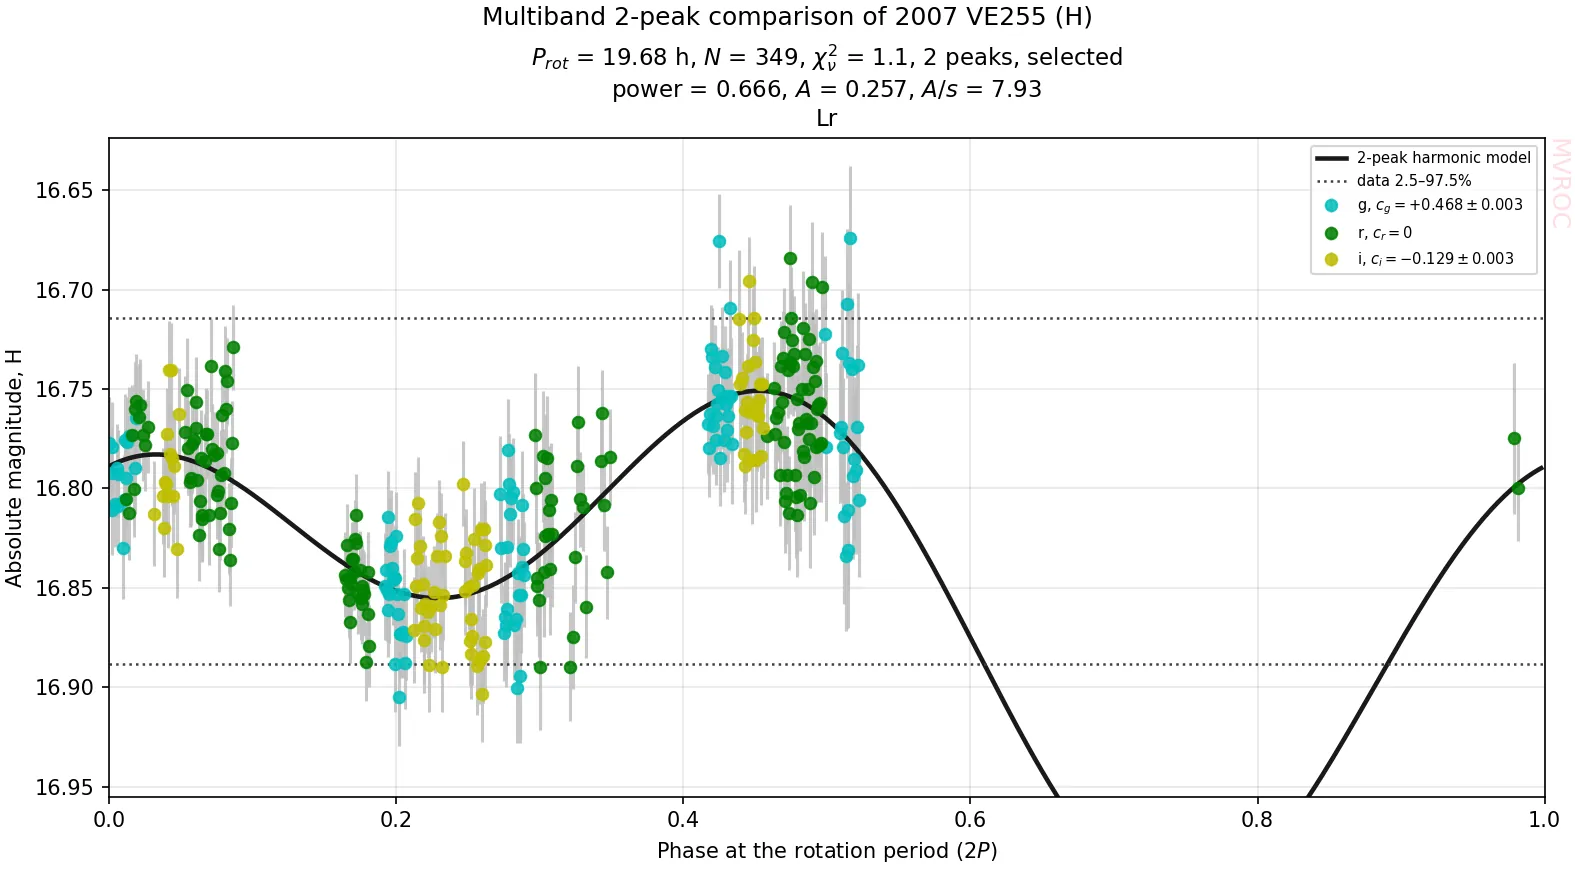 Multiband 2-peak comparison of 2007 VE255 (H)
P_rot = 19.68 h, N = 349, χ²_ν = 1.1, 2 peaks, selected
power = 0.666, A = 0.257, A/s = 7.93
Lr
MVROC
2-peak harmonic model
data 2.5–97.5%
g, c_g = +0.468 ± 0.003
r, c_r = 0
i, c_i = −0.129 ± 0.003
Absolute magnitude, H
16.65
16.70
16.75
16.80
16.85
16.90
16.95
0.0 0.2 0.4 0.6 0.8 1.0
Phase at the rotation period (2P)